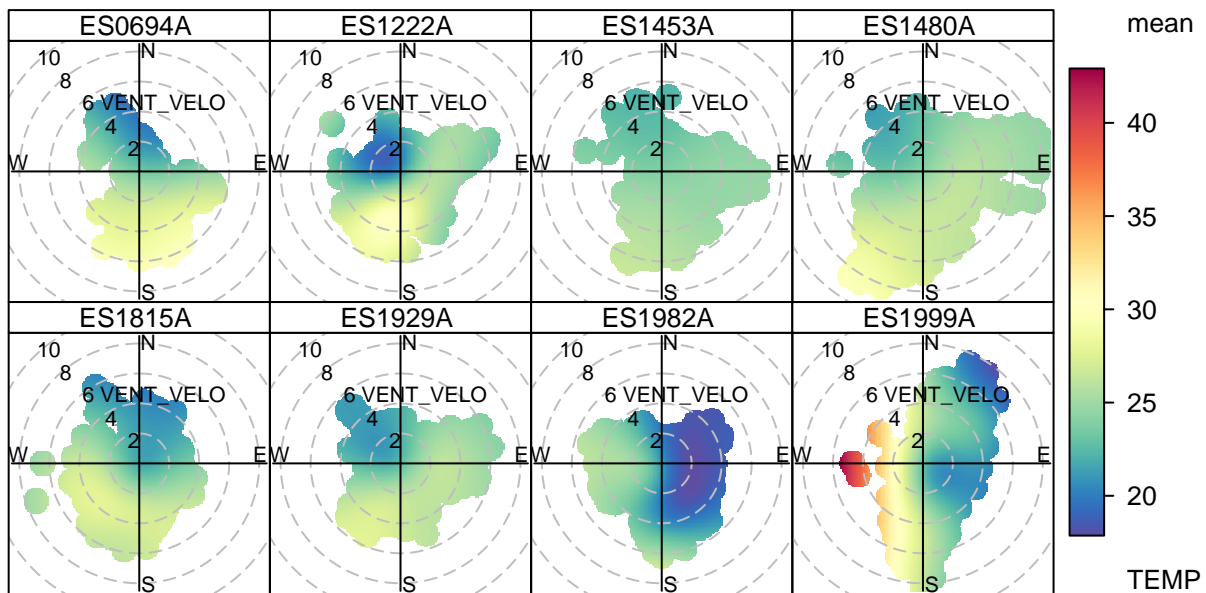 ES0694A ES1222A ES1453A ES1480A mean
N N N N
10 10 10 10
8 8 8 8
6 VENT_VELO 6 VENT_VELO 6 VENT_VELO 6 VENT_VELO
4 4 4 4
2 2 2 2
W E W E W E W E
S S S S
ES1815A ES1929A ES1982A ES1999A
N N N N
10 10 10 10
8 8 8 8
6 VENT_VELO 6 VENT_VELO 6 VENT_VELO 6 VENT_VELO
4 4 4 4
2 2 2 2
W E W E W E W E
S S S S
40
35
30
25
20
TEMP